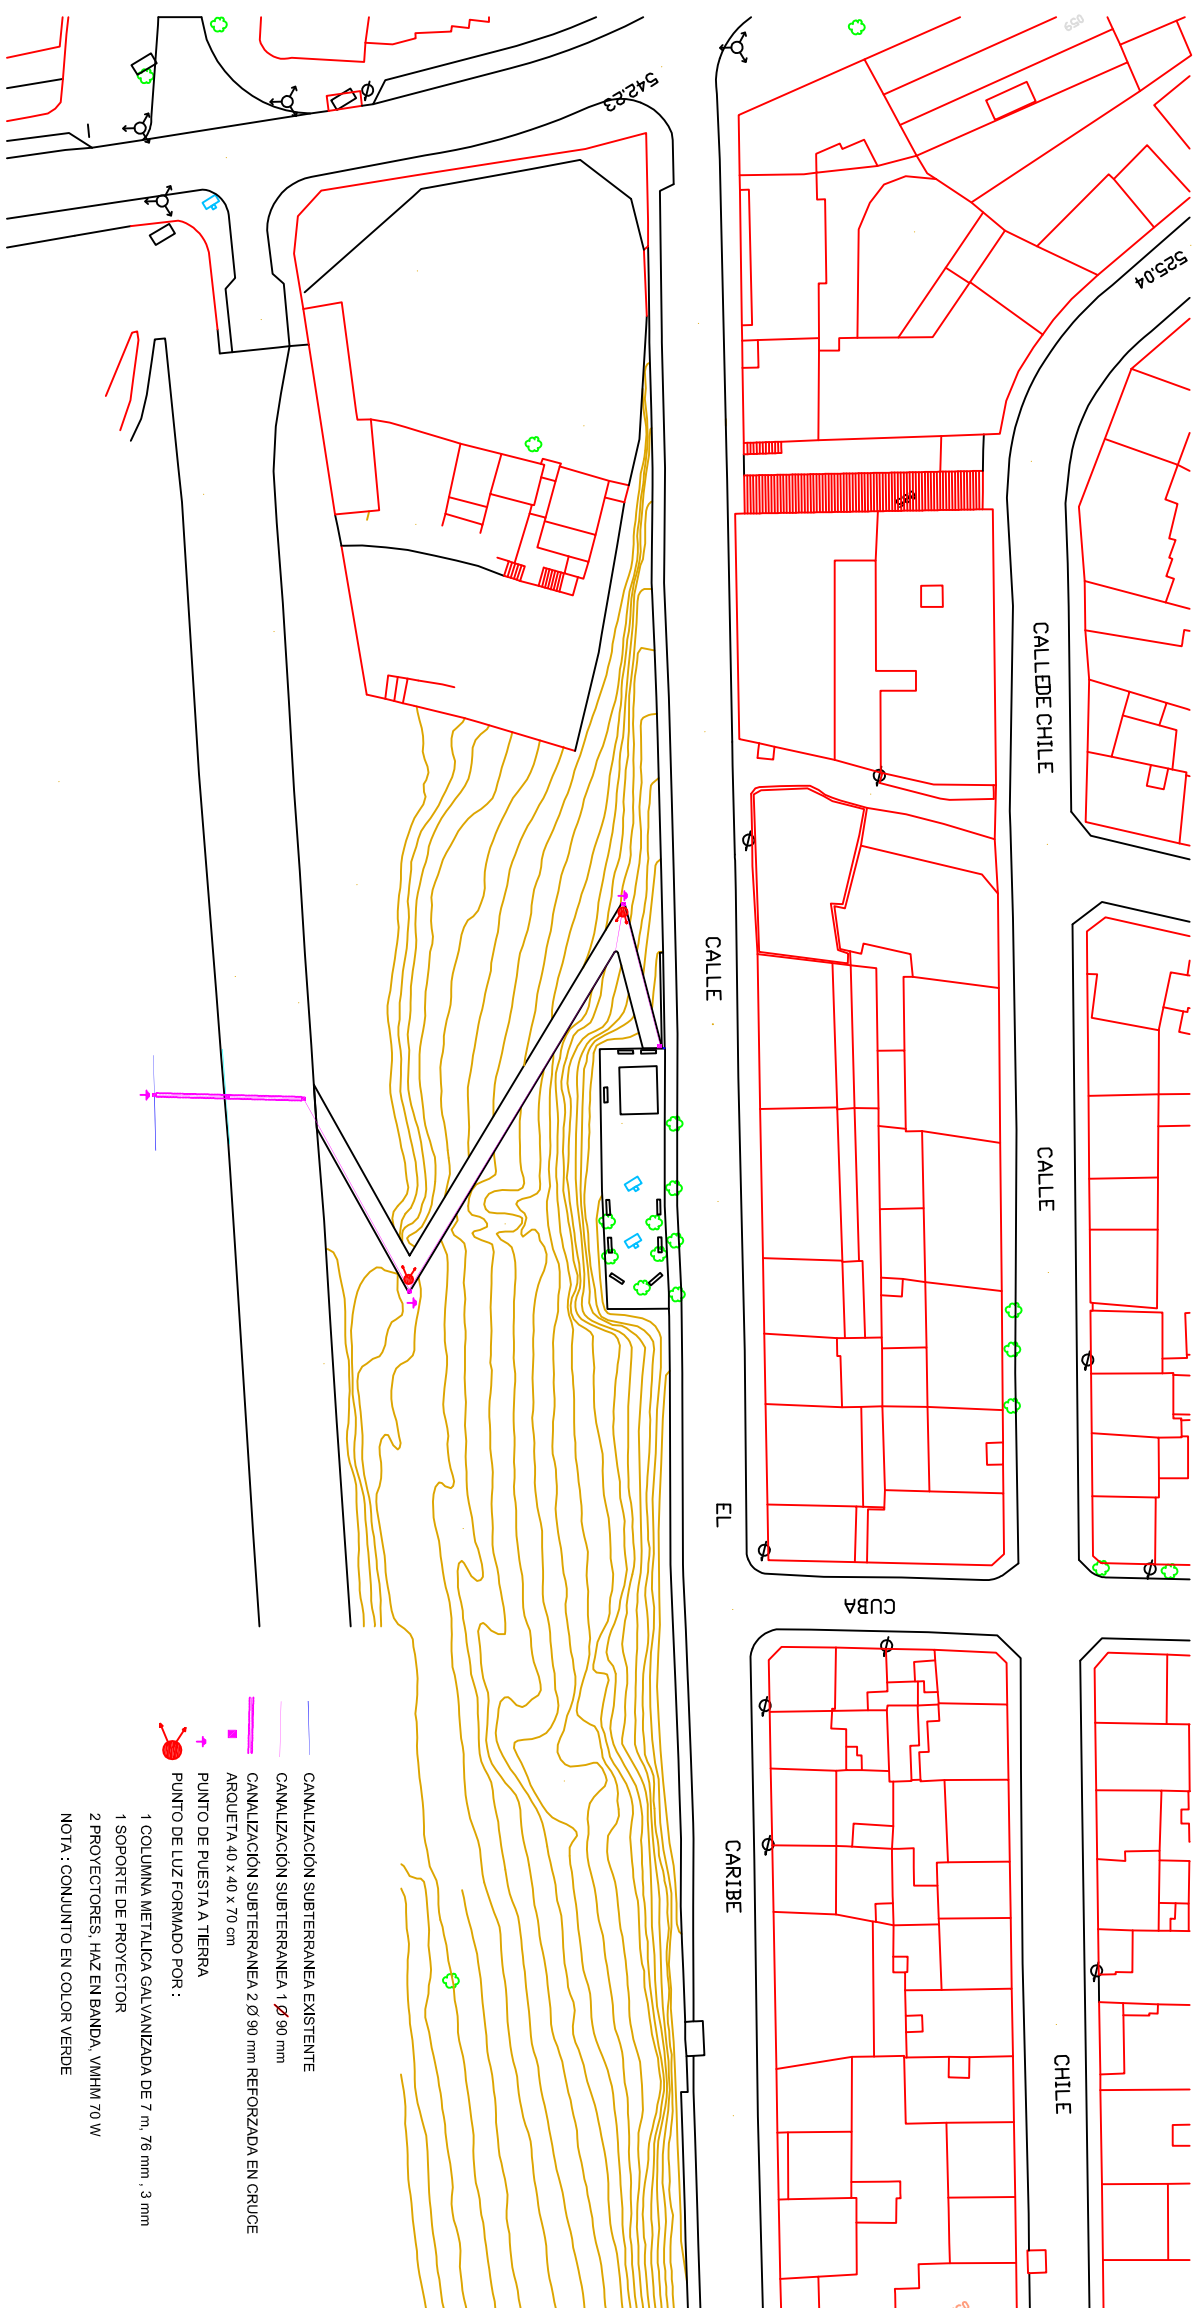 059
542.23
525.04
CALLE DE CHILE
CALLE
CALLE
EL
CUBA
CARIBE
CHILE
CANALIZACIÓN SUBTERRANEA EXISTENTE
CANALIZACIÓN SUBTERRANEA 1 Ø 90 mm
CANALIZACIÓN SUBTERRANEA 2 Ø 90 mm REFORZADA EN CRUCE
ARQUETA 40 x 40 x 70 cm
PUNTO DE PUESTA A TIERRA
PUNTO DE LUZ FORMADO POR :
1 COLUMNA METALICA GALVANIZADA DE 7 m, 76 mm , 3 mm
1 SOPORTE DE PROYECTOR
2 PROYECTORES, HAZ EN BANDA, VMHM 70 W
NOTA : CONJUNTO EN COLOR VERDE